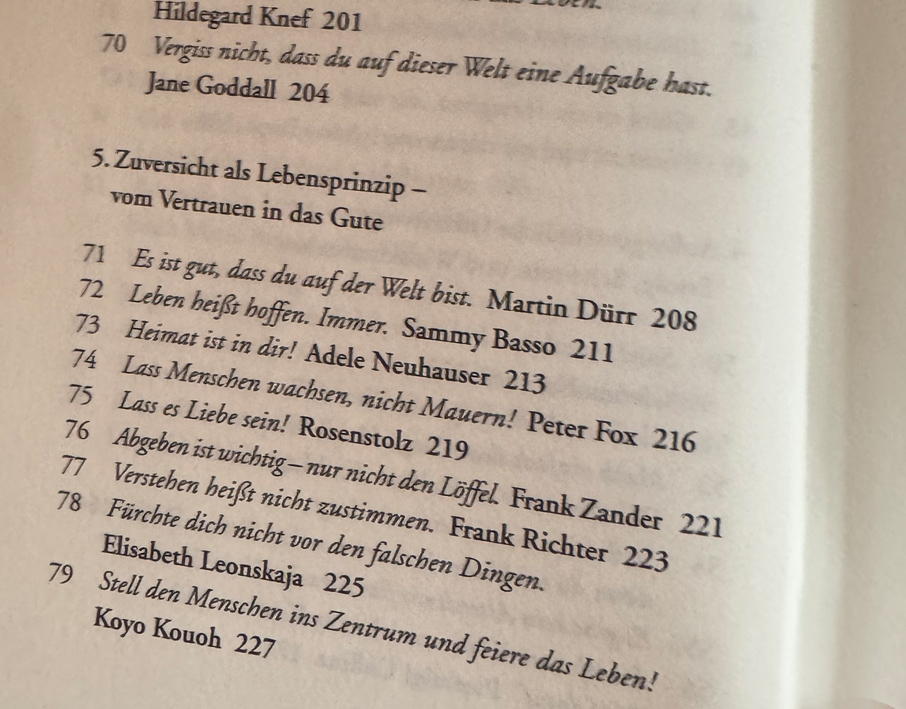 Leben.
Hildegard Knef 201
70 Vergiss nicht, dass du auf dieser Welt eine Aufgabe hast.
Jane Goddall 204
5. Zuversicht als Lebensprinzip –
vom Vertrauen in das Gute
71 Es ist gut, dass du auf der Welt bist. Martin Dürr 208
72 Leben heißt hoffen. Immer. Sammy Basso 211
73 Heimat ist in dir! Adele Neuhauser 213
74 Lass Menschen wachsen, nicht Mauern! Peter Fox 216
75 Lass es Liebe sein! Rosenstolz 219
76 Abgeben ist wichtig – nur nicht den Löffel. Frank Zander 221
77 Verstehen heißt nicht zustimmen. Frank Richter 223
78 Fürchte dich nicht vor den falschen Dingen.
Elisabeth Leonskaja 225
79 Stell den Menschen ins Zentrum und feiere das Leben!
Koyo Kouoh 227